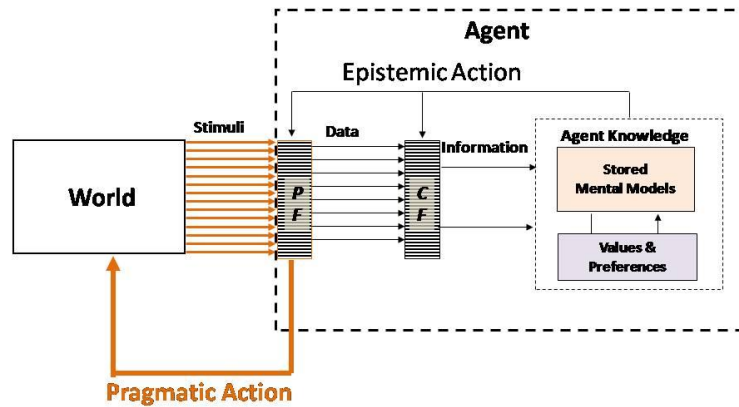 Agent
Epistemic Action
Stimuli
Data
Information
Agent Knowledge
World
P
F
C
F
Stored
Mental Models
Values &
Preferences
Pragmatic Action